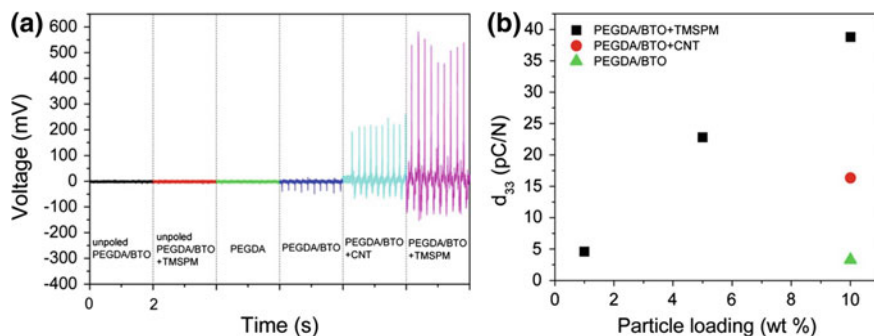 (a)
600
500
400
300
200
100
0
-100
-200
-300
-400
Voltage (mV)
unpoled
PEGDA/BTO
unpoled
PEGDA/BTO
+TMSPM
PEGDA
PEGDA/BTO
PEGDA/BTO
+CNT
PEGDA/BTO
+TMSPM
0
2
Time (s)
(b)
40
35
30
25
20
15
10
5
0
d33 (pC/N)
PEGDA/BTO+TMSPM
PEGDA/BTO+CNT
PEGDA/BTO
0 2 4 6 8 10
Particle loading (wt %)